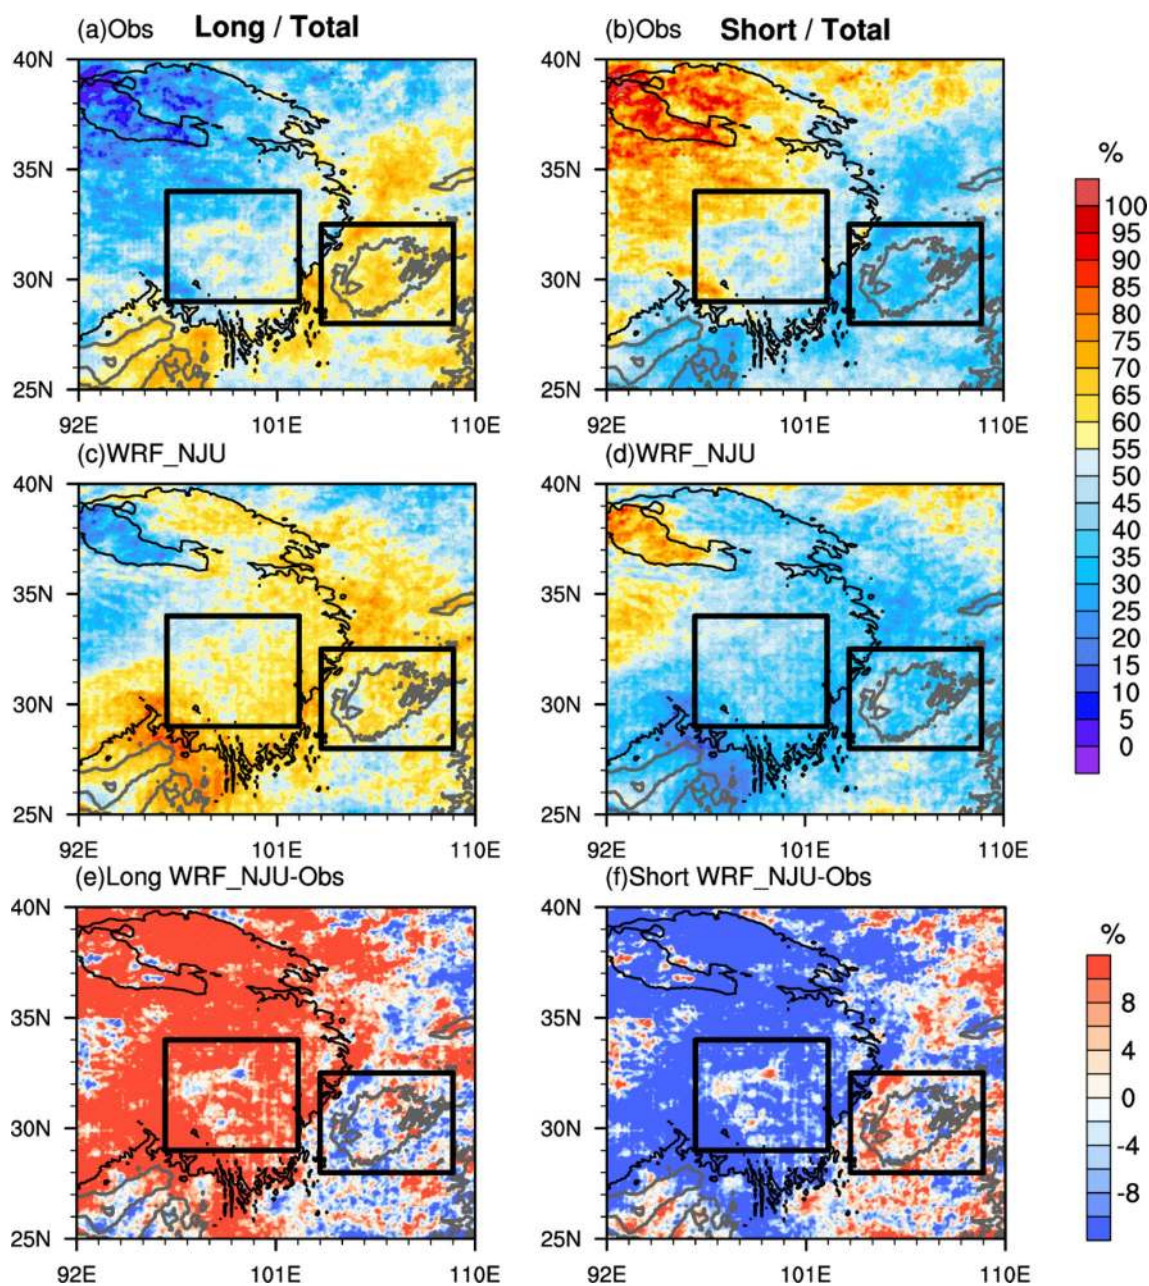 (a)Obs Long / Total
(b)Obs Short / Total
40N
35N
30N
25N
92E 101E 110E
40N
35N
30N
25N
92E 101E 110E
%
100
95
90
85
80
75
70
65
60
55
50
45
40
35
30
25
20
15
10
5
0
(c)WRF_NJU
(d)WRF_NJU
40N
35N
30N
25N
92E 101E 110E
40N
35N
30N
25N
92E 101E 110E
(e)Long WRF_NJU-Obs
(f)Short WRF_NJU-Obs
40N
35N
30N
25N
92E 101E 110E
40N
35N
30N
25N
92E 101E 110E
%
8
4
0
-4
-8